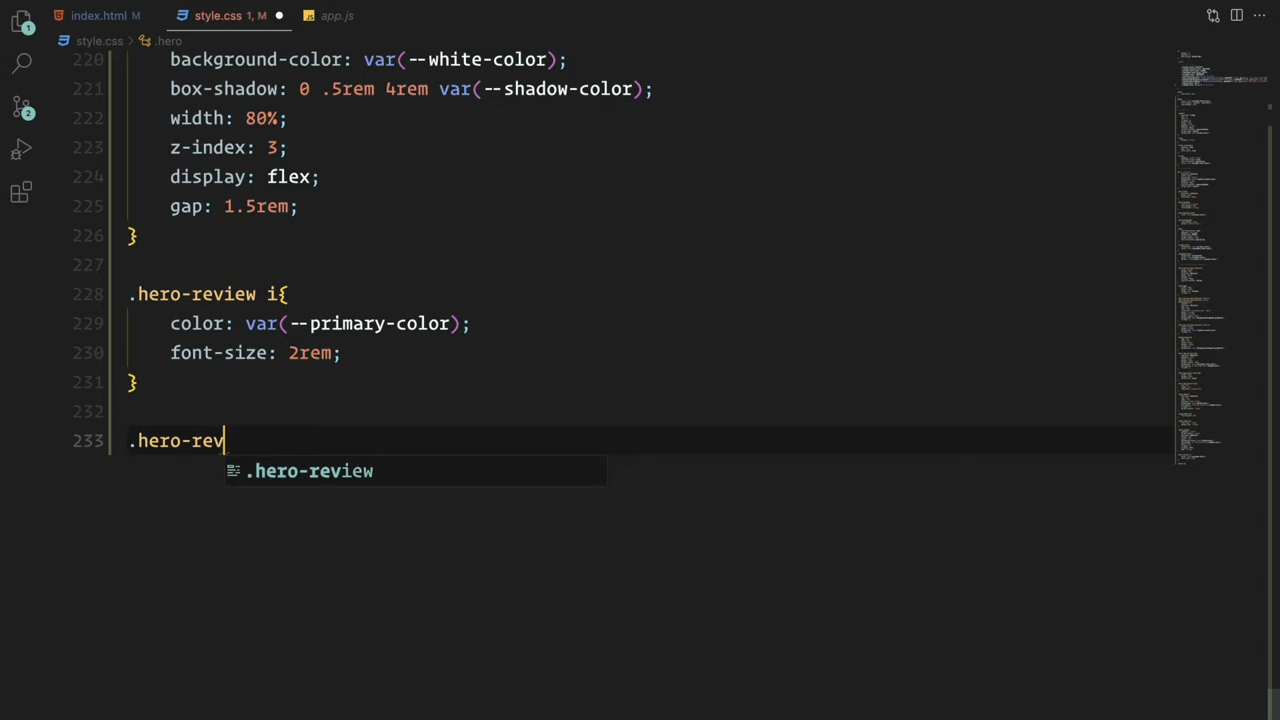 index.html M
style.css 1, M
app.js
style.css > .hero
220 background-color: var(--white-color);
221 box-shadow: 0 .5rem 4rem var(--shadow-color);
222 width: 80%;
223 z-index: 3;
224 display: flex;
225 gap: 1.5rem;
226 }
227
228 .hero-review i{
229 color: var(--primary-color);
230 font-size: 2rem;
231 }
232
233 .hero-rev
.hero-review
1
2